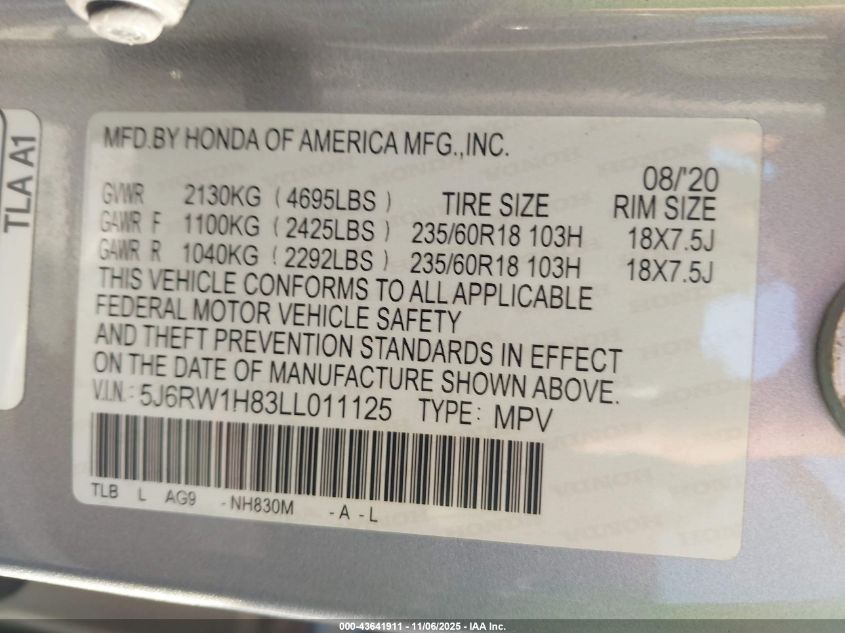 TLA A1
MFD.BY HONDA OF AMERICA MFG.,INC.
08/'20
GVWR 2130KG (4695LBS) TIRE SIZE RIM SIZE
GAWR F 1100KG (2425LBS) 235/60R18 103H 18X7.5J
GAWR R 1040KG (2292LBS) 235/60R18 103H 18X7.5J
THIS VEHICLE CONFORMS TO ALL APPLICABLE
FEDERAL MOTOR VEHICLE SAFETY
AND THEFT PREVENTION STANDARDS IN EFFECT
ON THE DATE OF MANUFACTURE SHOWN ABOVE.
V.I.N.: 5J6RW1H83LL011125 TYPE: MPV
TLB L AG9 -NH830M -A -L
000-43641911 - 11/06/2025 - IAA Inc.